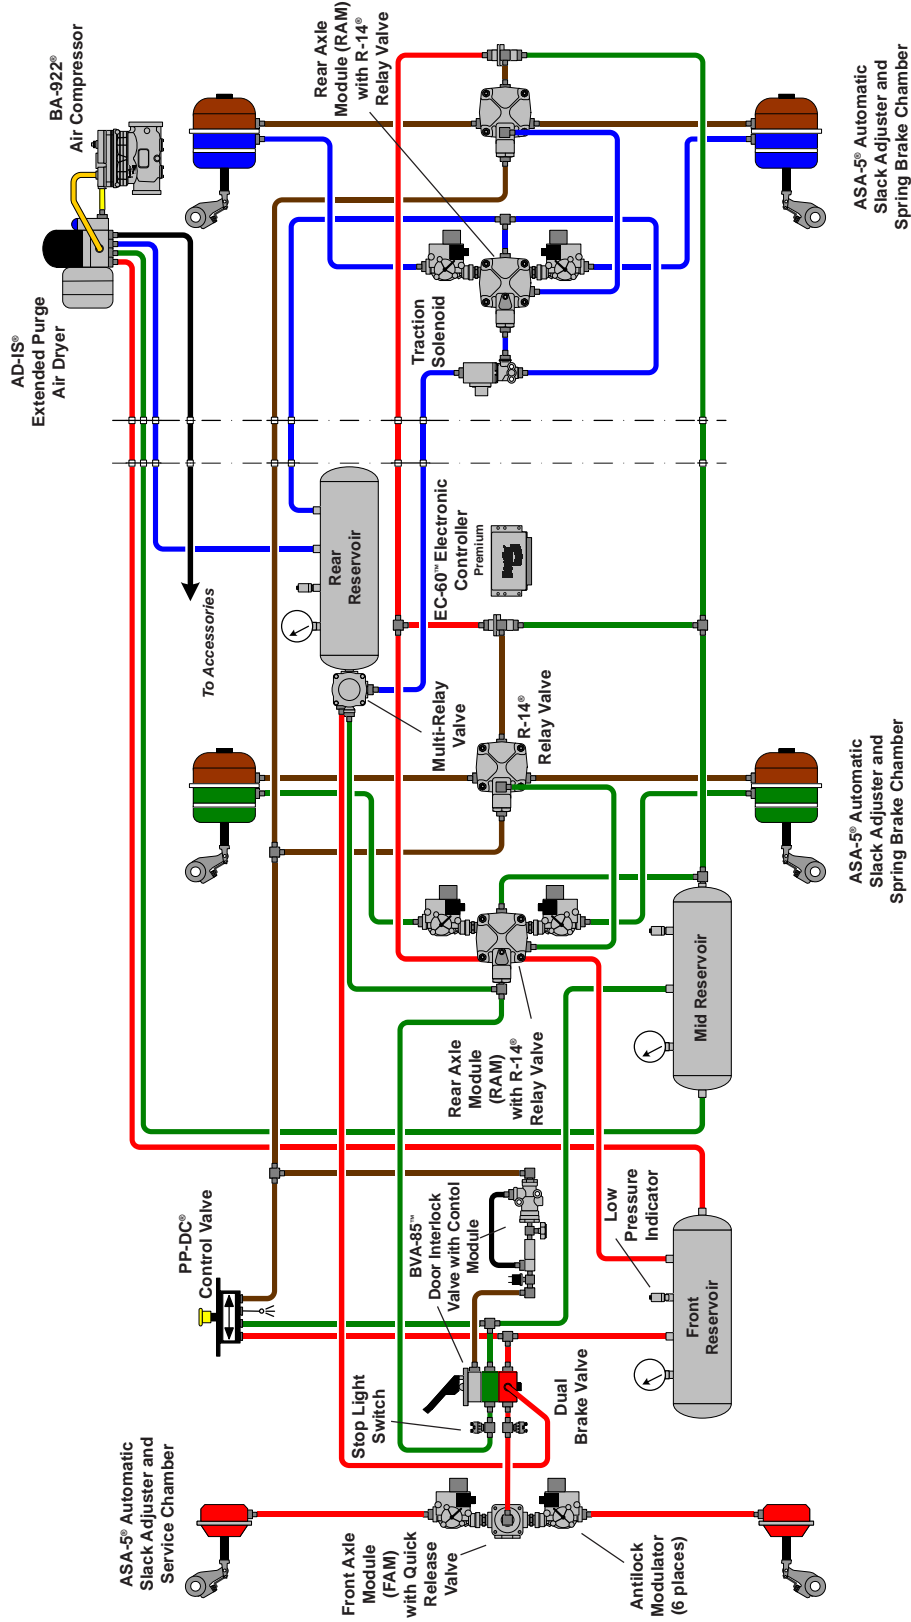 BA-922®
Air Compressor
AD-IS®
Extended Purge
Air Dryer
Rear Axle
Module (RAM)
with R-14®
Relay Valve
ASA-5® Automatic
Slack Adjuster and
Spring Brake Chamber
Traction
Solenoid
To Accessories
Rear
Reservoir
EC-60™ Electronic
Controller
Premium
Multi-Relay
Valve
R-14®
Relay Valve
ASA-5® Automatic
Slack Adjuster and
Spring Brake Chamber
Rear Axle
Module
(RAM)
with R-14®
Relay Valve
Mid Reservoir
PP-DC®
Control Valve
BVA-85™
Door Interlock
Valve with Contol
Module
Low
Pressure
Indicator
Front
Reservoir
Stop Light
Switch
Dual
Brake Valve
ASA-5® Automatic
Slack Adjuster and
Service Chamber
Front Axle
Module
(FAM)
with Quick
Release
Valve
Antilock
Modulator
(6 places)